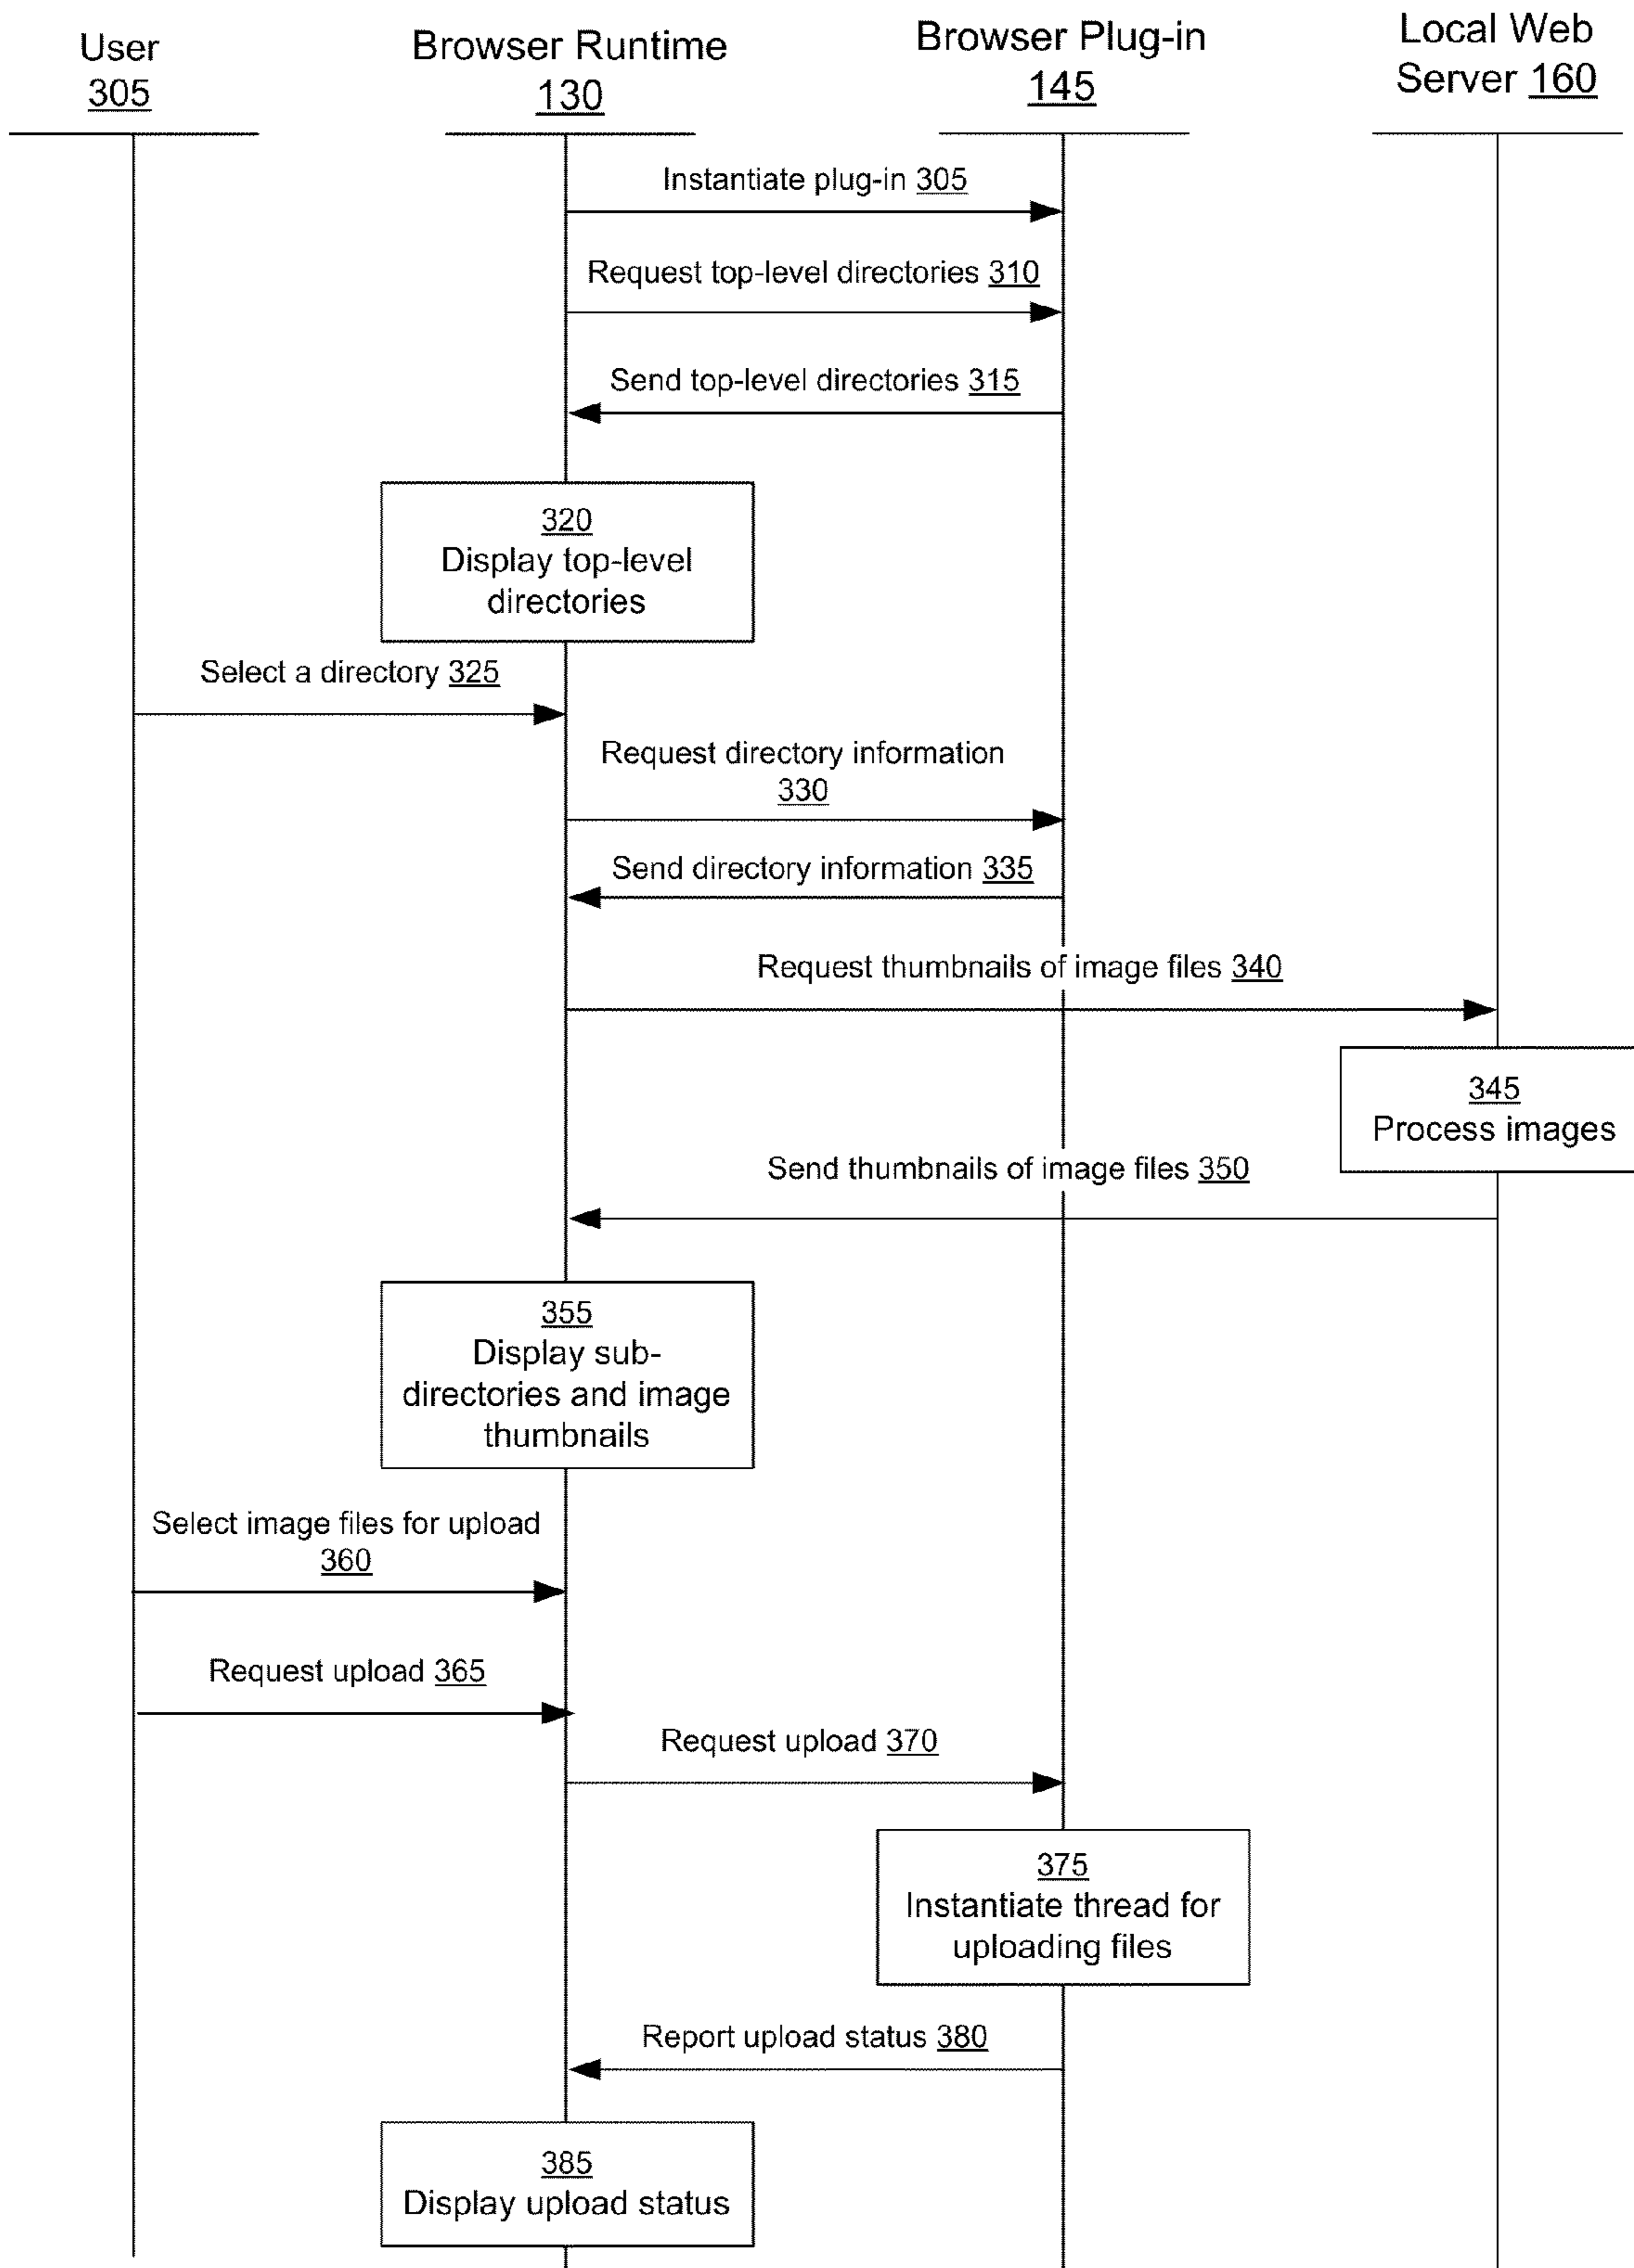 User
305
Browser Runtime
130
Browser Plug-in
145
Local Web
Server 160
Instantiate plug-in 305
Request top-level directories 310
Send top-level directories 315
320
Display top-level
directories
Select a directory 325
Request directory information
330
Send directory information 335
Request thumbnails of image files 340
345
Process images
Send thumbnails of image files 350
355
Display sub-
directories and image
thumbnails
Select image files for upload
360
Request upload 365
Request upload 370
375
Instantiate thread for
uploading files
Report upload status 380
385
Display upload status